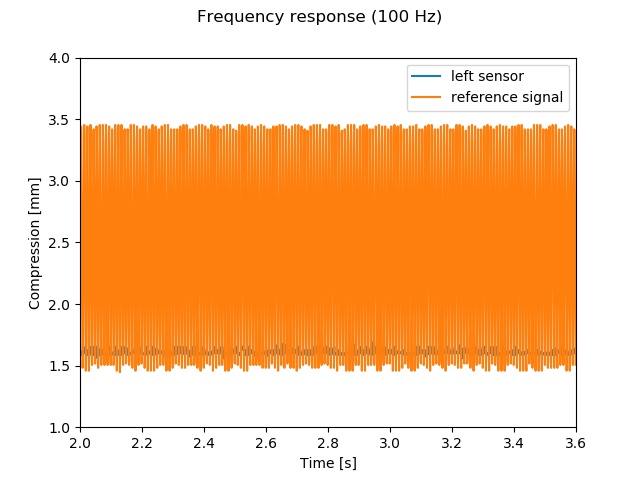 Frequency response (100 Hz)
left sensor
reference signal
4.0
3.5
3.0
2.5
2.0
1.5
1.0
Compression [mm]
2.0 2.2 2.4 2.6 2.8 3.0 3.2 3.4 3.6
Time [s]